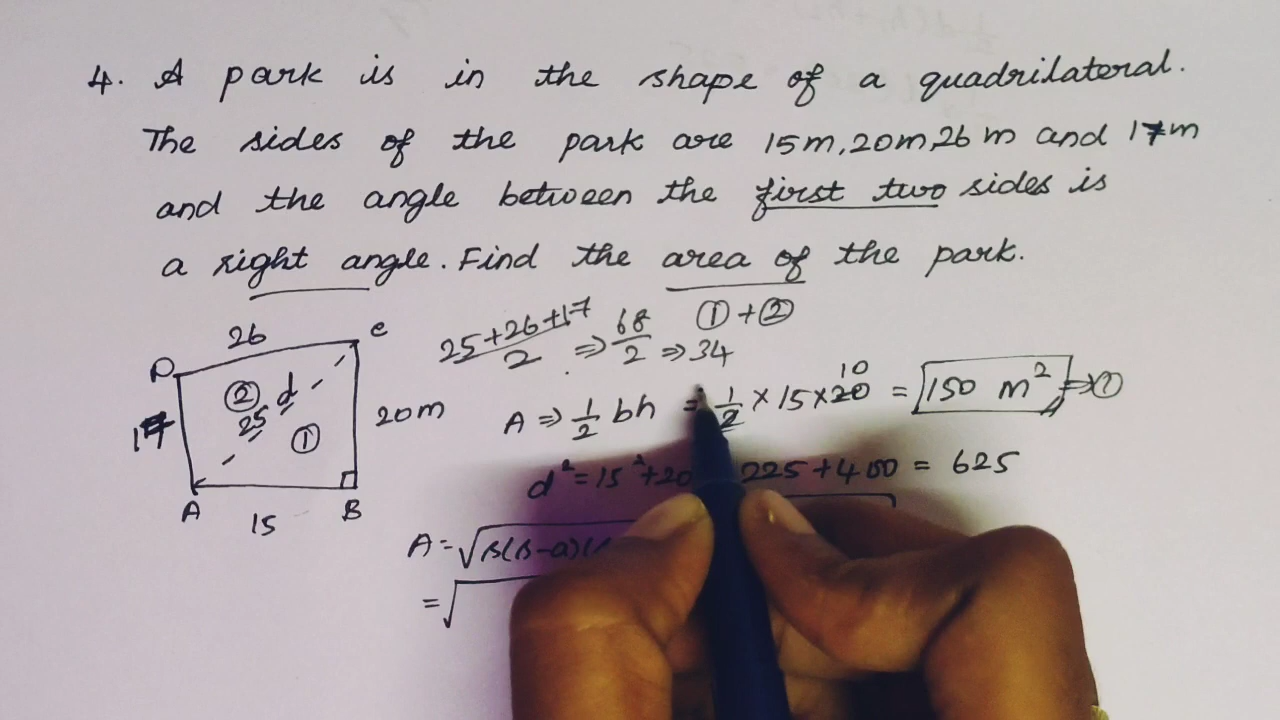 4. A park is in the shape of a quadrilateral.
The sides of the park are 15m, 20m, 26m and 17m
and the angle between the first two sides is
a right angle. Find the area of the park.
① + ②
25+26+17/2 ⇒ 68/2 ⇒ 34
26
D
C
② d
25
①
17
20m
A
15
B
A ⇒ 1/2 bh = 1/2 × 15 × 20 10 = 150 m² ⇒ ①
d² = 15² + 20 225 + 400 = 625
A = √s(s-a)(
= √